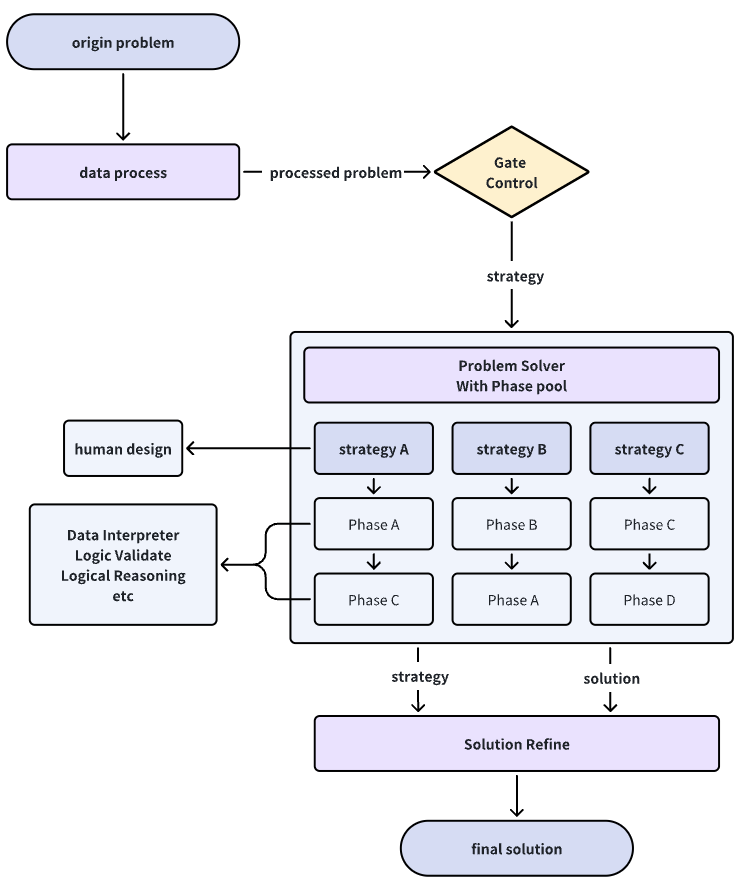 origin problem
data process
processed problem
Gate
Control
strategy
Problem Solver
With Phase pool
human design
strategy A
strategy B
strategy C
Data Interpreter
Logic Validate
Logical Reasoning
etc
Phase A
Phase B
Phase C
Phase C
Phase A
Phase D
strategy
solution
Solution Refine
final solution